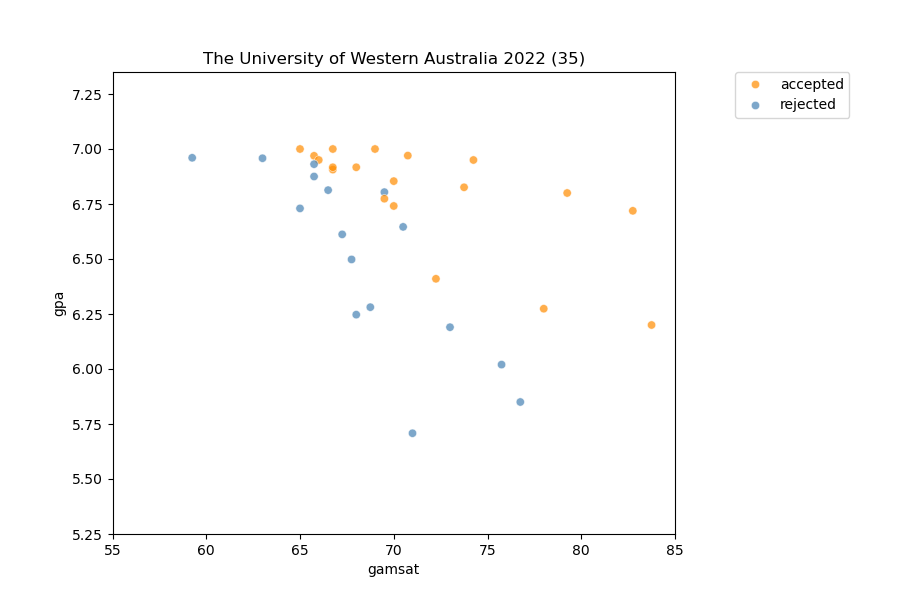 The University of Western Australia 2022 (35)
accepted
rejected
7.25
7.00
6.75
6.50
6.25
6.00
5.75
5.50
5.25
gpa
55 60 65 70 75 80 85
gamsat